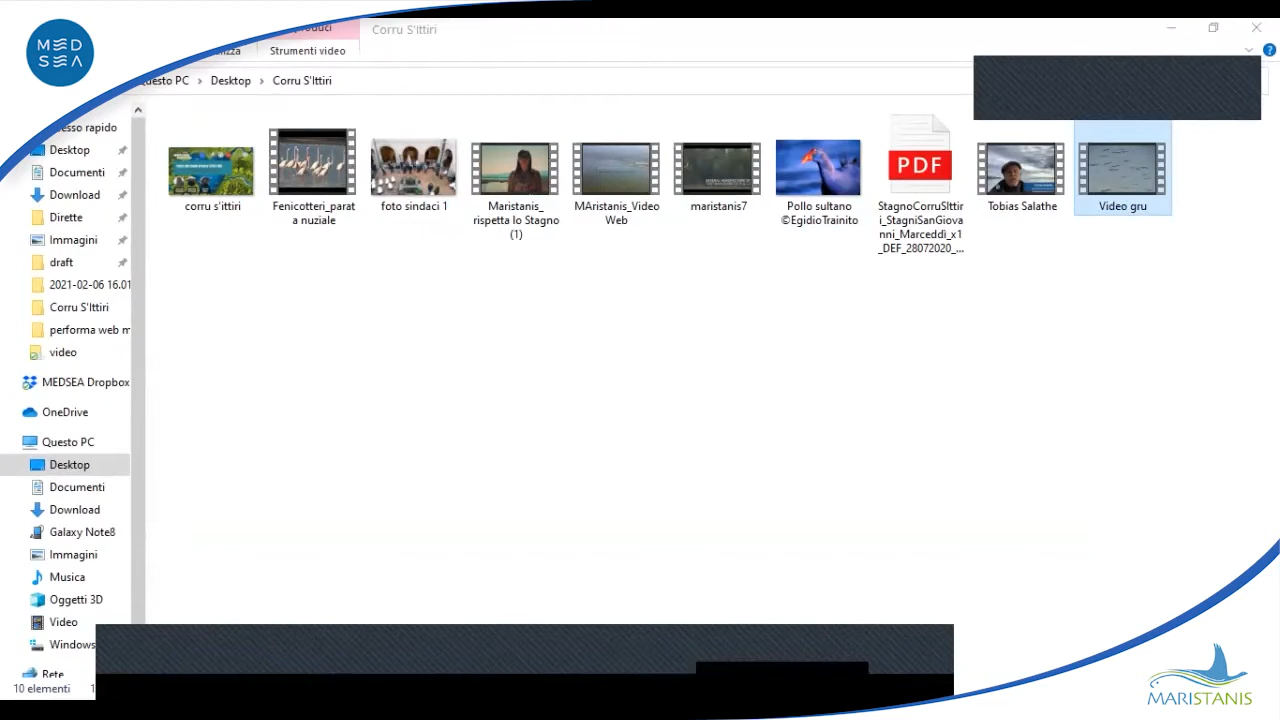 MED
SEA
Corru S'Ittiri
Strumenti video
Questo PC > Desktop > Corru S'Ittiri
Desktop
Documenti
Download
Dirette
Immagini
draft
2021-02-06 16.01
Corru S'Ittiri
performa web m
video
MEDSEA Dropbox
OneDrive
Questo PC
Desktop
Documenti
Download
Galaxy Note8
Immagini
Musica
Oggetti 3D
Video
Windows
Rete
10 elementi
corru s'ittiri
Fenicotteri_parat
a nuziale
foto sindaci 1
Maristanis_
rispetta lo Stagno
(1)
MAristanis_Video
Web
maristanis7
Pollo sultano
©EgidioTrainito
PDF
StagnoCorruSIttir
i_StagniSanGiova
nni_Marceddi_x1
_DEF_28072020_...
Tobias Salathe
Video gru
MARISTANIS